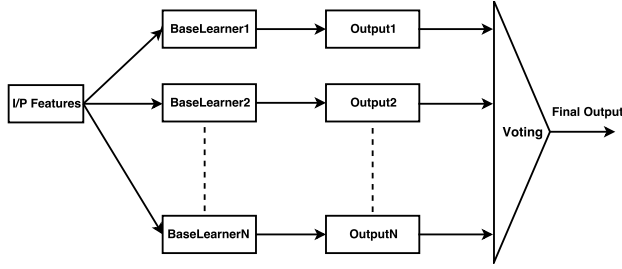 BaseLearner1
Output1
I/P Features
BaseLearner2
Output2
Final Output
Voting
BaseLearnerN
OutputN